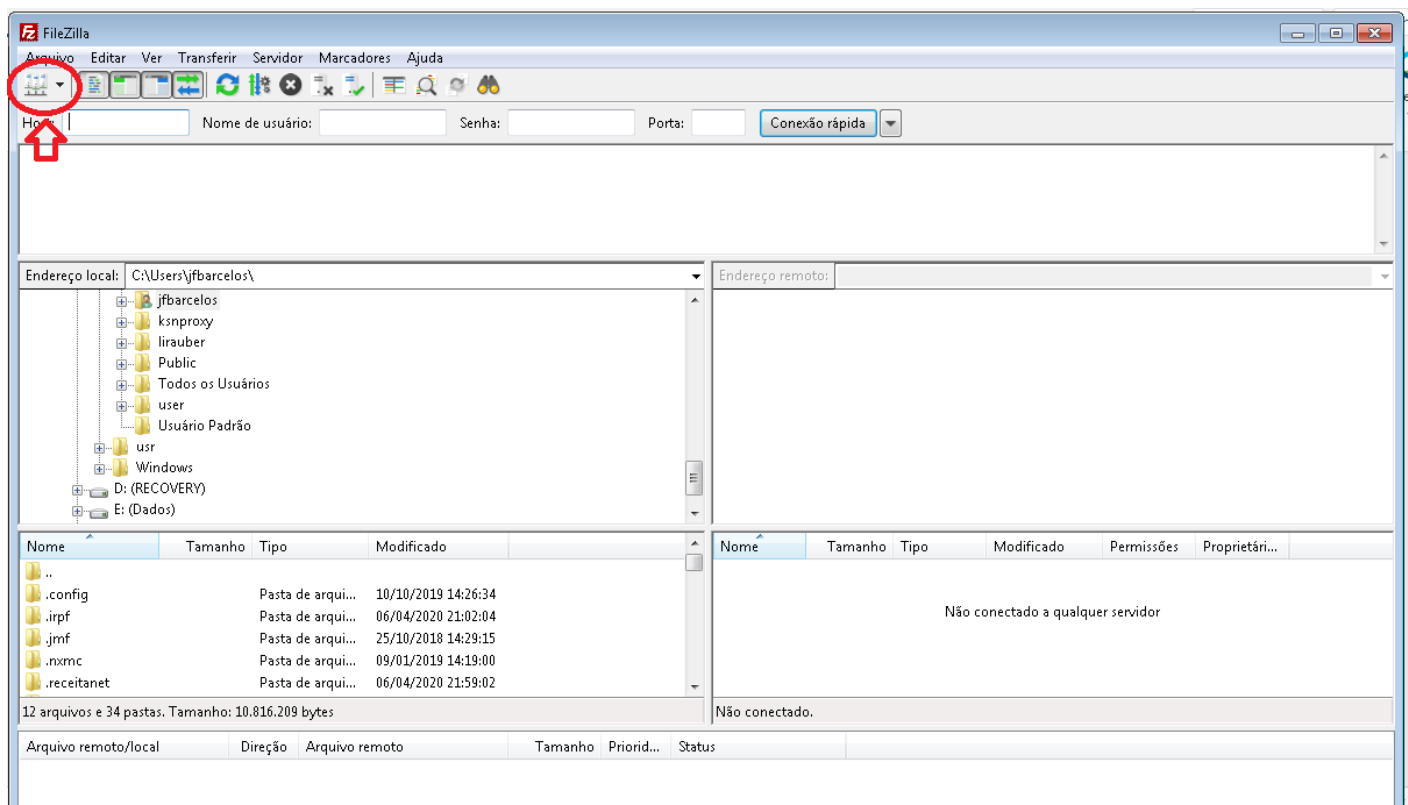 FileZilla
Arquivo Editar Ver Transferir Servidor Marcadores Ajuda
Nome de usuário: Senha: Porta: Conexão rápida
Endereço local: C:\Users\jfbarcelos\ Endereço remoto:
jfbarcelos
ksnproxy
lirauber
Public
Todos os Usuários
user
Usuário Padrão
usr
Windows
D: (RECOVERY)
E: (Dados)
Nome Tamanho Tipo Modificado
..
.config Pasta de arqui... 10/10/2019 14:26:34
.irpf Pasta de arqui... 06/04/2020 21:02:04
.jmf Pasta de arqui... 25/10/2018 14:29:15
.nxmc Pasta de arqui... 09/01/2019 14:19:00
.receitanet Pasta de arqui... 06/04/2020 21:59:02
12 arquivos e 34 pastas. Tamanho: 10.816.209 bytes
Nome Tamanho Tipo Modificado Permissões Proprietári...
Não conectado a qualquer servidor
Não conectado.
Arquivo remoto/local Direção Arquivo remoto Tamanho Priorid... Status